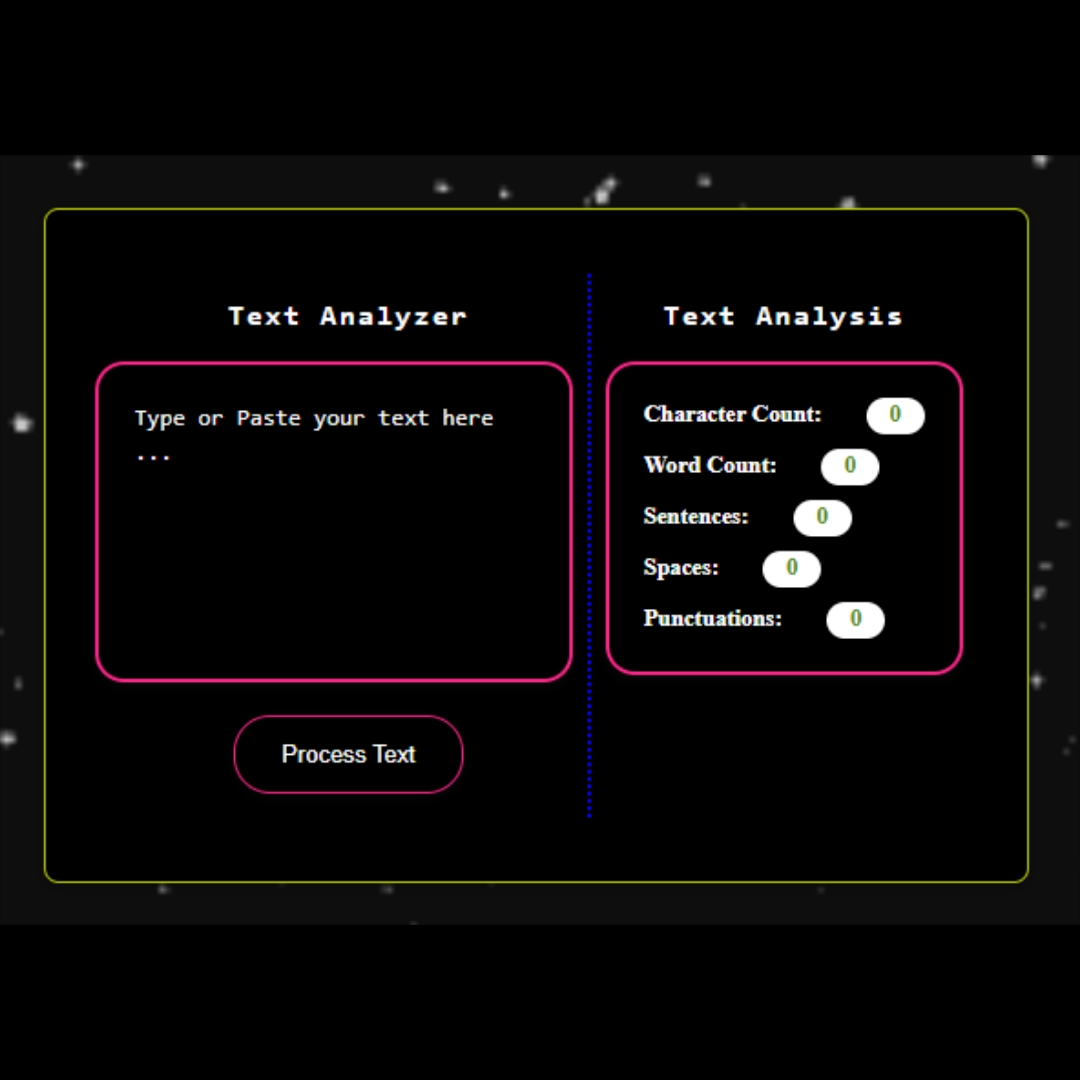 Text Analyzer
Type or Paste your text here
...
Process Text
Text Analysis
Character Count: 0
Word Count: 0
Sentences: 0
Spaces: 0
Punctuations: 0